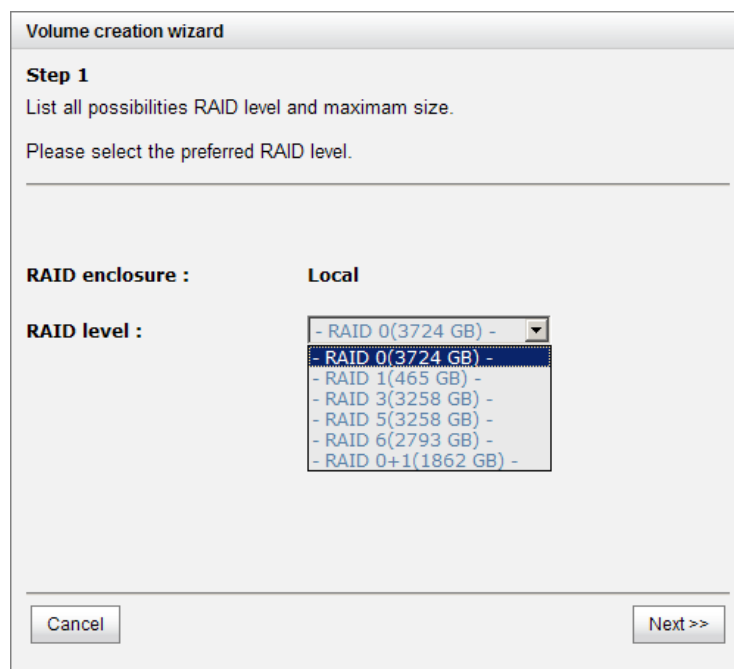 Volume creation wizard
Step 1
List all possibilities RAID level and maximam size.
Please select the preferred RAID level.
RAID enclosure : Local
RAID level : - RAID 0(3724 GB) -
- RAID 0(3724 GB) -
- RAID 1(465 GB) -
- RAID 3(3258 GB) -
- RAID 5(3258 GB) -
- RAID 6(2793 GB) -
- RAID 0+1(1862 GB) -
Cancel Next >>